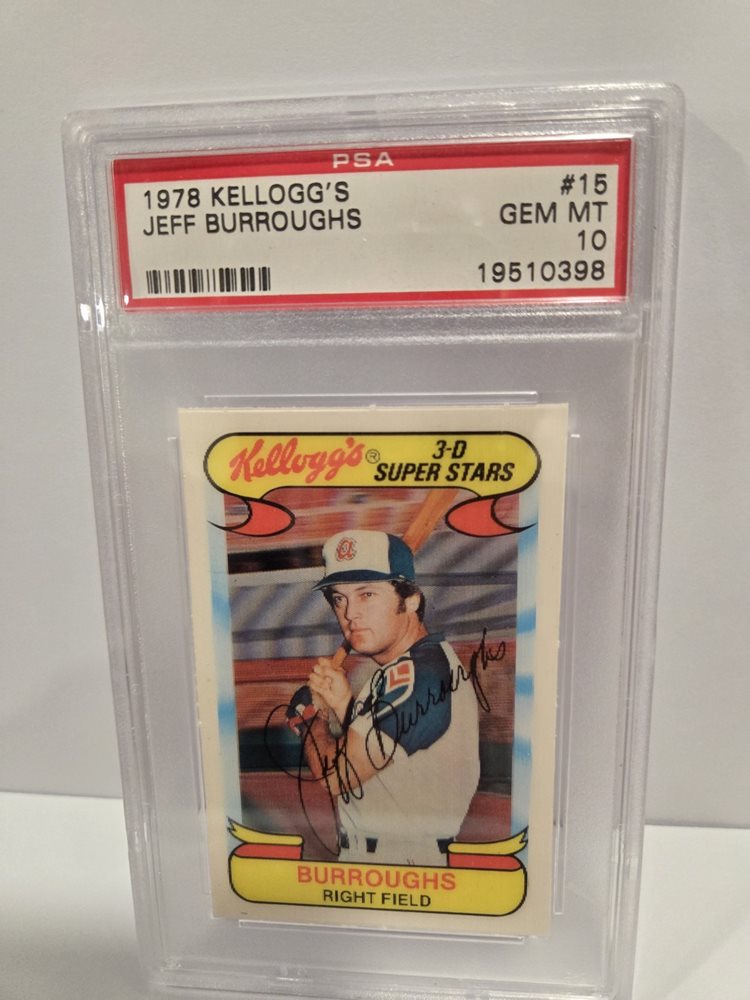 PSA
1978 KELLOGG'S #15
JEFF BURROUGHS GEM MT
10
19510398
Kellogg's® 3-D
SUPER STARS
a
Jeff Burroughs
BURROUGHS
RIGHT FIELD